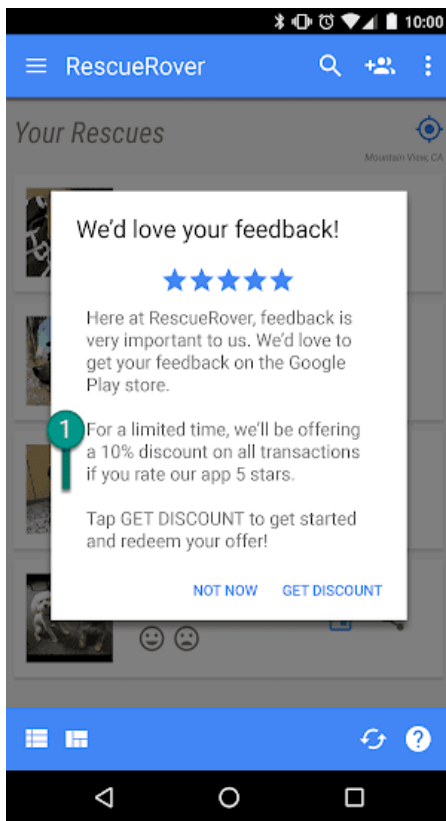 10:00
RescueRover
Your Rescues
Mountain View, CA
We'd love your feedback!
Here at RescueRover, feedback is
very important to us. We'd love to
get your feedback on the Google
Play store.
1
For a limited time, we'll be offering
a 10% discount on all transactions
if you rate our app 5 stars.
Tap GET DISCOUNT to get started
and redeem your offer!
NOT NOW GET DISCOUNT